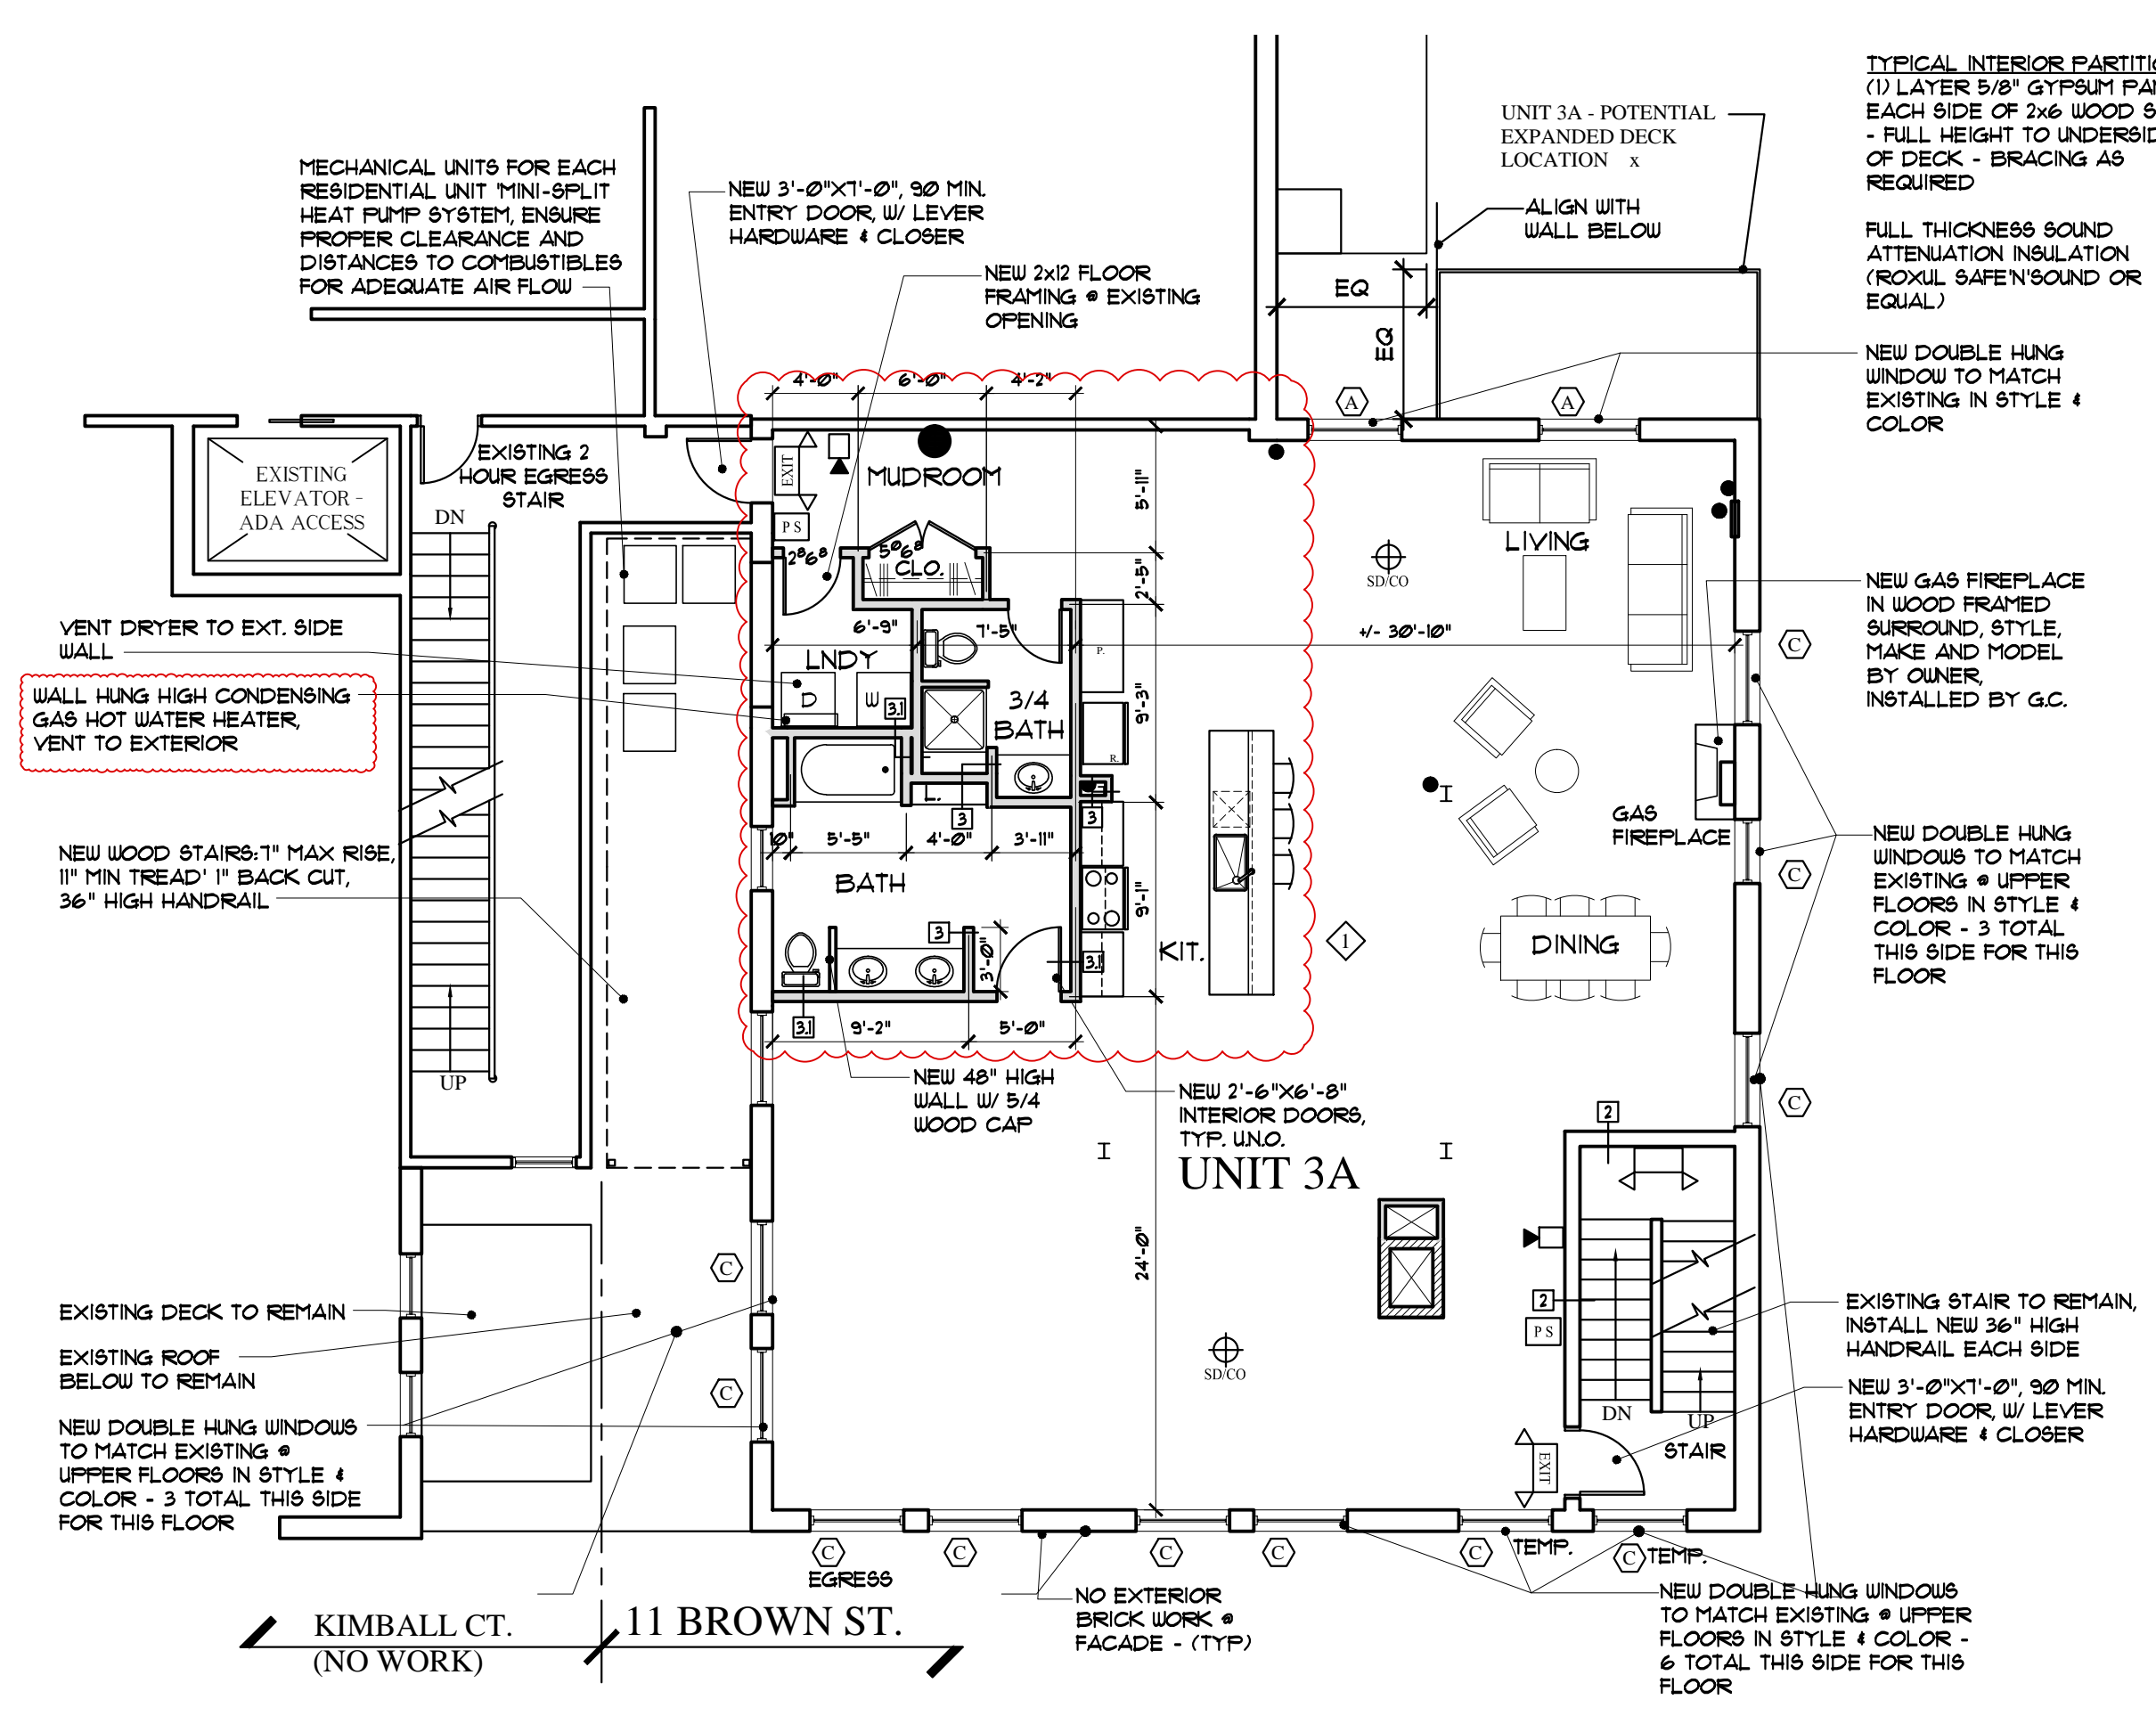 TYPICAL INTERIOR
(1) LAYER 5/8" GYPSUM
EACH SIDE OF 2x6 WOOD
- FULL HEIGHT TO
OF DECK - BRACING AS
REQUIRED
FULL THICKNESS SOUND
ATTENUATION INSULATION
(ROXUL SAFE'N'SOUND OR
EQUAL)
UNIT 3A - POTENTIAL
EXPANDED DECK
LOCATION x
ALIGN WITH
WALL BELOW
EQ
EQ
MECHANICAL UNITS FOR EACH
RESIDENTIAL UNIT 'MINI-SPLIT
HEAT PUMP SYSTEM, ENSURE
PROPER CLEARANCE AND
DISTANCES TO COMBUSTIBLES
FOR ADEQUATE AIR FLOW
NEW 3'-0"X7'-0", 90 MIN.
ENTRY DOOR, W/ LEVER
HARDWARE & CLOSER
NEW 2x12 FLOOR
FRAMING @ EXISTING
OPENING
NEW DOUBLE HUNG
WINDOW TO MATCH
EXISTING IN STYLE &
COLOR
4'-0"
6'-0"
4'-2"
A
A
EXISTING
ELEVATOR -
ADA ACCESS
EXISTING 2
HOUR EGRESS
STAIR
DN
EXIT
P S
MUDROOM
5'-11"
2868
5068
CLO.
2'-5"
LIVING
SD/CO
6'-9"
7'-5"
+/- 30'-10"
C
NEW GAS FIREPLACE
IN WOOD FRAMED
SURROUND, STYLE,
MAKE AND MODEL
BY OWNER,
INSTALLED BY G.C.
VENT DRYER TO EXT. SIDE
WALL
WALL HUNG HIGH CONDENSING
GAS HOT WATER HEATER,
VENT TO EXTERIOR
LNDY
D
W
3.1
3/4
BATH
P.
R.
9'-3"
L.
3
3
10"
5'-5"
4'-0"
3'-11"
BATH
GAS
FIREPLACE
C
NEW DOUBLE HUNG
WINDOWS TO MATCH
EXISTING @ UPPER
FLOORS IN STYLE &
COLOR - 3 TOTAL
THIS SIDE FOR THIS
FLOOR
NEW WOOD STAIRS:7" MAX RISE,
11" MIN TREAD' 1" BACK CUT,
36" HIGH HANDRAIL
9'-1"
3
3'-0"
3.1
KIT.
1
DINING
3.1
9'-2"
5'-0"
UP
NEW 48" HIGH
WALL W/ 5/4
WOOD CAP
NEW 2'-6"X6'-8"
INTERIOR DOORS,
TYP. U.N.O.
UNIT 3A
C
2
24'-0"
C
C
2
P S
SD/CO
EXISTING DECK TO REMAIN
EXISTING ROOF
BELOW TO REMAIN
NEW DOUBLE HUNG WINDOWS
TO MATCH EXISTING @
UPPER FLOORS IN STYLE &
COLOR - 3 TOTAL THIS SIDE
FOR THIS FLOOR
EXISTING STAIR TO REMAIN,
INSTALL NEW 36" HIGH
HANDRAIL EACH SIDE
NEW 3'-0"X7'-0", 90 MIN.
ENTRY DOOR, W/ LEVER
HARDWARE & CLOSER
DN
UP
STAIR
EXIT
C
C
C
C
C
C
EGRESS
TEMP.
TEMP.
NO EXTERIOR
BRICK WORK @
FACADE - (TYP)
NEW DOUBLE HUNG WINDOWS
TO MATCH EXISTING @ UPPER
FLOORS IN STYLE & COLOR -
6 TOTAL THIS SIDE FOR THIS
FLOOR
KIMBALL CT.
(NO WORK)
11 BROWN ST.